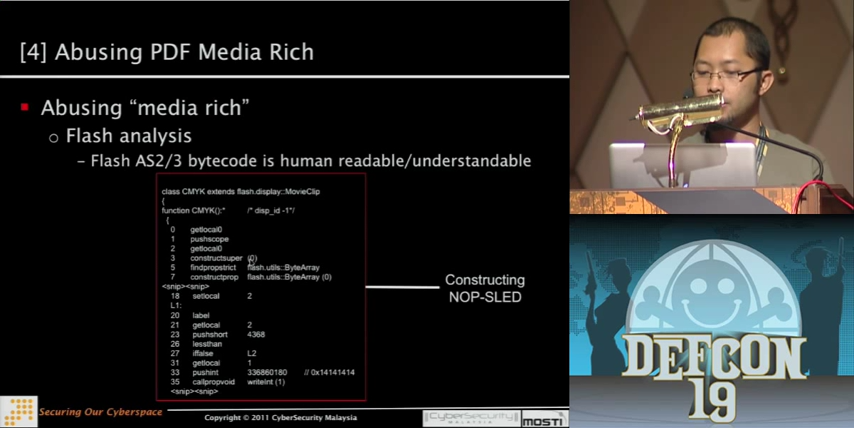 [4] Abusing PDF Media Rich
Abusing “media rich”
Flash analysis
– Flash AS2/3 bytecode is human readable/understandable
class CMYK extends flash.display::MovieClip
{
function CMYK():* /* disp_id -1*/
{
0 getlocal0
1 pushscope
2 getlocal0
3 constructsuper (0)
5 findpropstrict flash.utils::ByteArray
7 constructprop flash.utils::ByteArray (0)
<snip><snip>
18 setlocal 2
L1:
20 label
21 getlocal 2
23 pushshort 4368
26 lessthan
27 iffalse L2
31 getlocal 1
33 pushint 336860180 // 0x14141414
35 callpropvoid writeInt (1)
<snip><snip>
Constructing
NOP-SLED
Securing Our Cyberspace
Copyright © 2011 CyberSecurity Malaysia
CyberSecurity
MALAYSIA
MOSTI
DEFCON
19